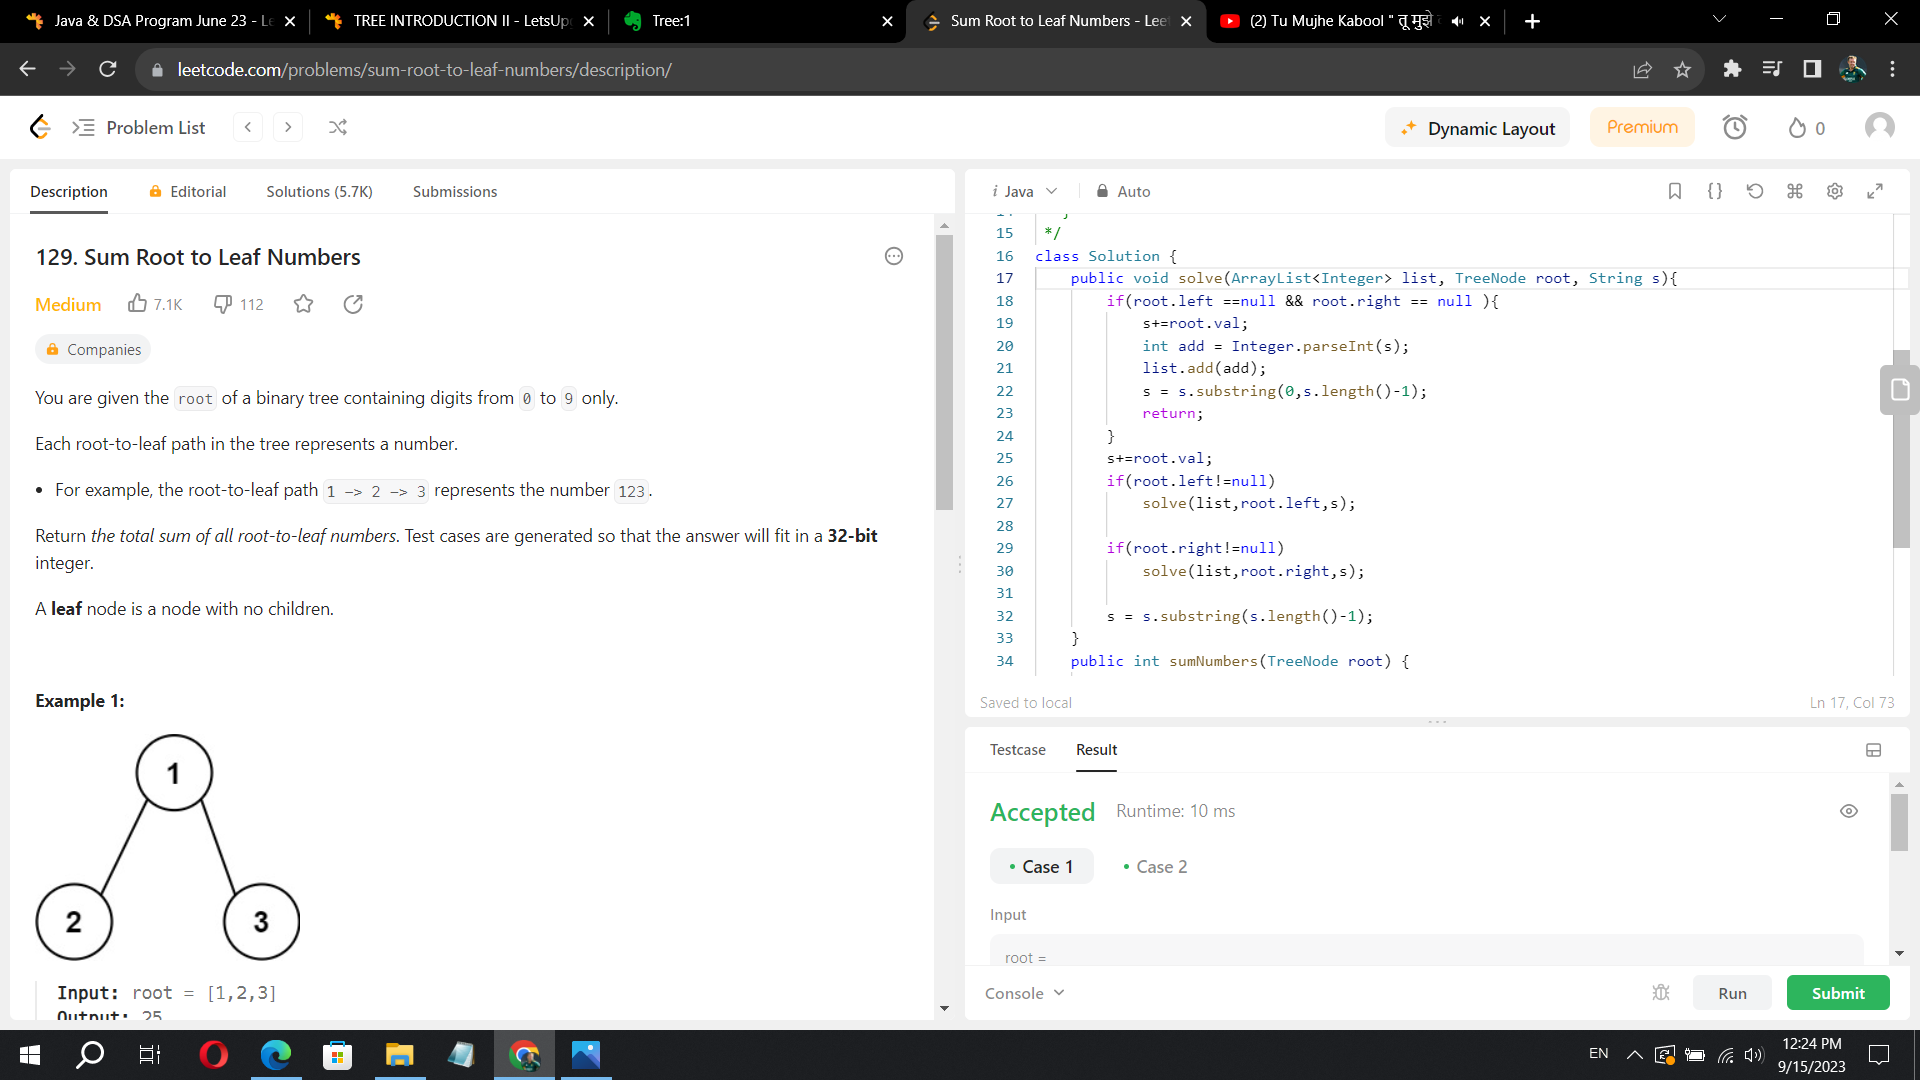 Java & DSA Program June 23 - Le
TREE INTRODUCTION II - LetsUp
Tree:1
Sum Root to Leaf Numbers - Leet
(2) Tu Mujhe Kabool " तू मुझे
leetcode.com/problems/sum-root-to-leaf-numbers/description/
Problem List
Dynamic Layout
Premium
0
Description
Editorial
Solutions (5.7K)
Submissions
129. Sum Root to Leaf Numbers
Medium
7.1K
112
Companies
You are given the root of a binary tree containing digits from 0 to 9 only.
Each root-to-leaf path in the tree represents a number.
• For example, the root-to-leaf path 1 -> 2 -> 3 represents the number 123.
Return the total sum of all root-to-leaf numbers. Test cases are generated so that the answer will fit in a 32-bit
integer.
A leaf node is a node with no children.
Example 1:
1
2
3
Input: root = [1,2,3]
Output: 25
i Java
Auto
14 }
15 */
16 class Solution {
17 public void solve(ArrayList<Integer> list, TreeNode root, String s){
18 if(root.left ==null && root.right == null ){
19 s+=root.val;
20 int add = Integer.parseInt(s);
21 list.add(add);
22 s = s.substring(0,s.length()-1);
23 return;
24 }
25 s+=root.val;
26 if(root.left!=null)
27 solve(list,root.left,s);
28
29 if(root.right!=null)
30 solve(list,root.right,s);
31
32 s = s.substring(s.length()-1);
33 }
34 public int sumNumbers(TreeNode root) {
Saved to local
Ln 17, Col 73
Testcase
Result
Accepted
Runtime: 10 ms
• Case 1
• Case 2
Input
root =
Console
Run
Submit
EN
12:24 PM
9/15/2023